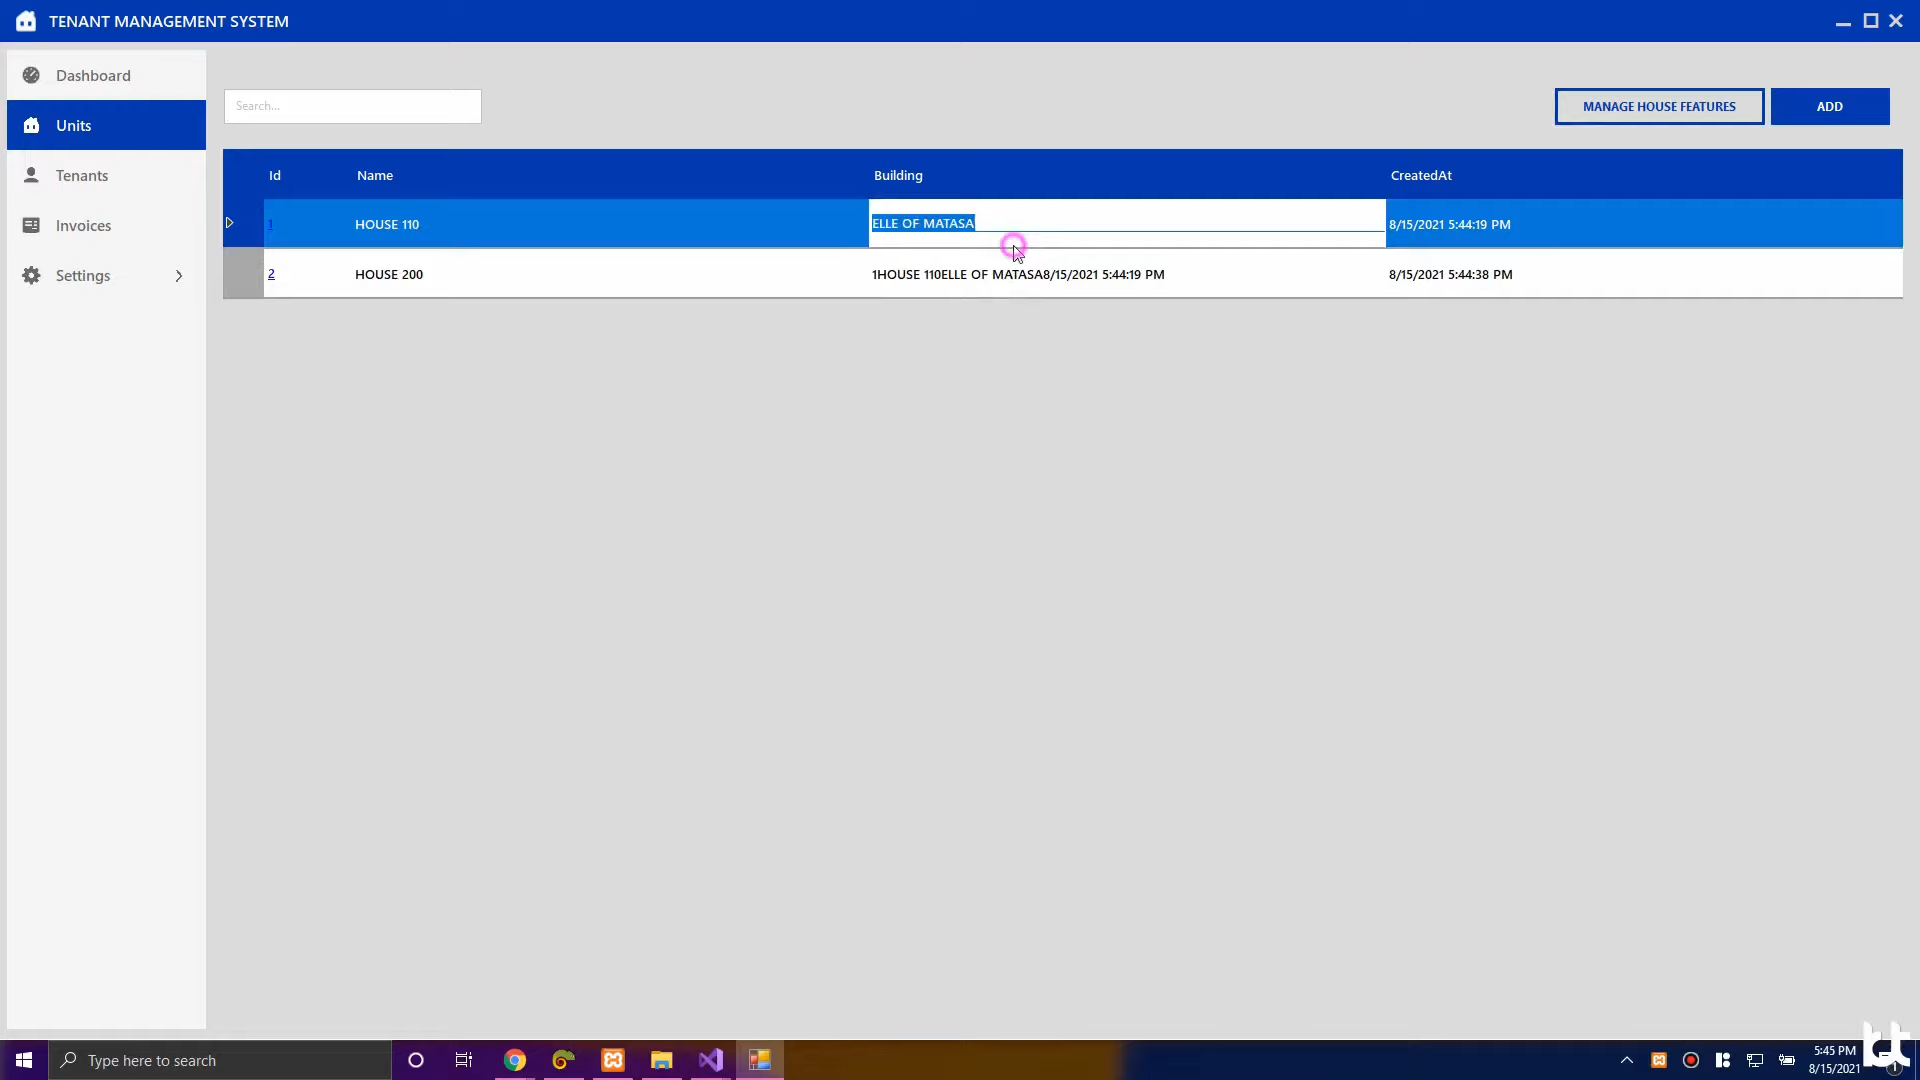 TENANT MANAGEMENT SYSTEM
Dashboard
Units
Tenants
Invoices
Settings
Search...
MANAGE HOUSE FEATURES
ADD
Id Name Building CreatedAt
1 HOUSE 110 ELLE OF MATASA 8/15/2021 5:44:19 PM
2 HOUSE 200 1HOUSE 110ELLE OF MATASA8/15/2021 5:44:19 PM 8/15/2021 5:44:38 PM
Type here to search
5:45 PM
8/15/2021
1